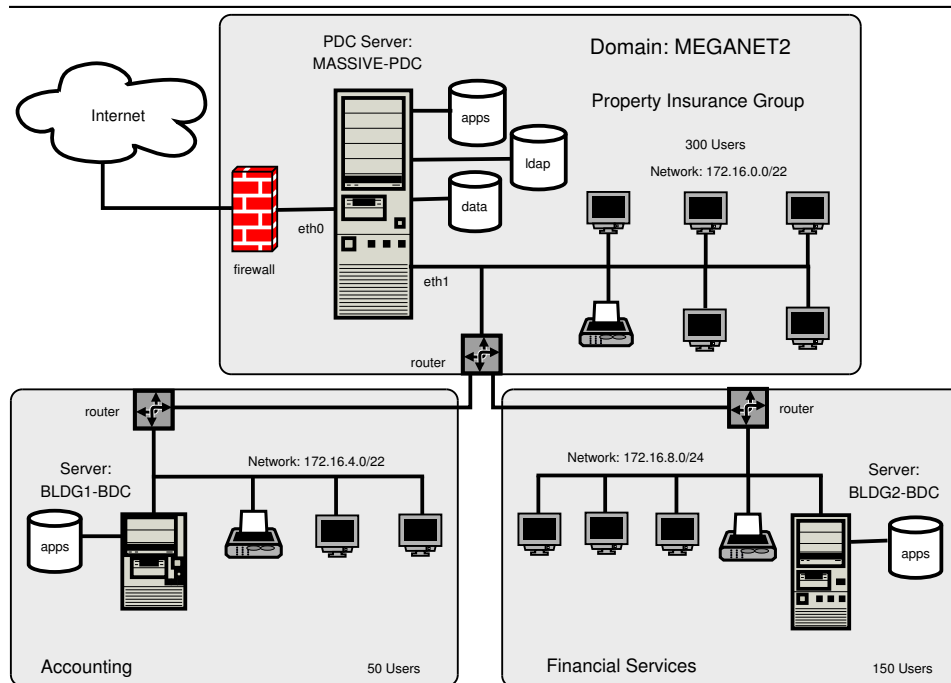 PDC Server:
MASSIVE-PDC
Domain: MEGANET2
Property Insurance Group
300 Users
Network: 172.16.0.0/22
Internet
apps
ldap
data
eth0
firewall
eth1
router
router
Network: 172.16.4.0/22
Server:
BLDG1-BDC
apps
Accounting
50 Users
router
Network: 172.16.8.0/24
Server:
BLDG2-BDC
apps
Financial Services
150 Users